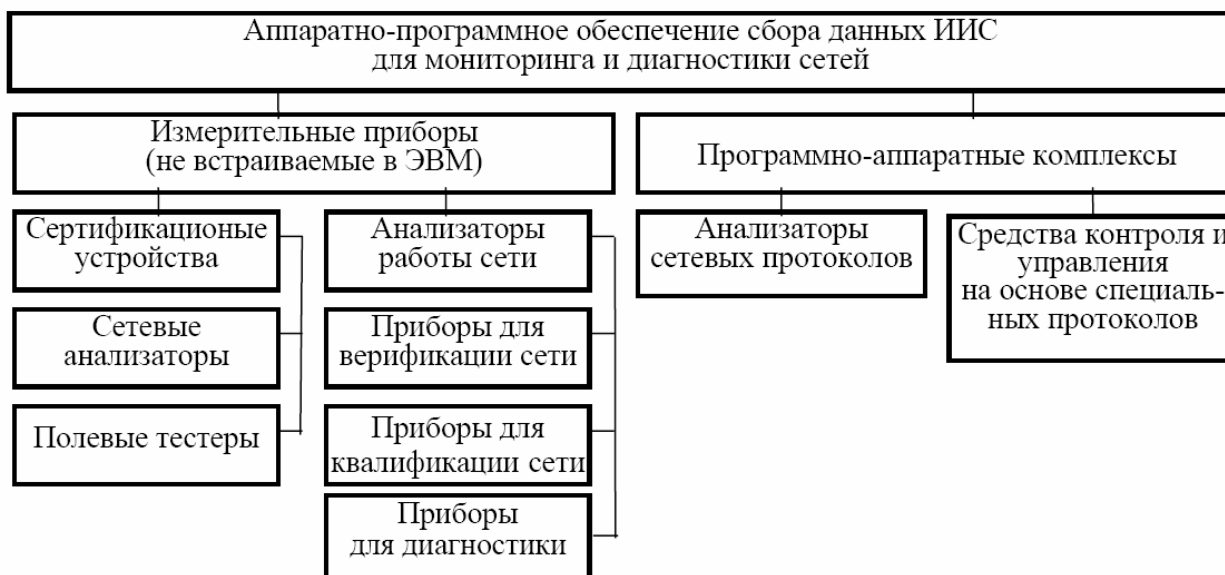 Аппаратно-программное обеспечение сбора данных ИИС
для мониторинга и диагностики сетей
Измерительные приборы
(не встраиваемые в ЭВМ)
Программно-аппаратные комплексы
Сертификационые
устройства
Анализаторы
работы сети
Анализаторы
сетевых протоколов
Средства контроля и
управления
на основе специаль-
ных протоколов
Сетевые
анализаторы
Приборы для
верификации сети
Полевые тестеры
Приборы для
квалификации сети
Приборы
для диагностики